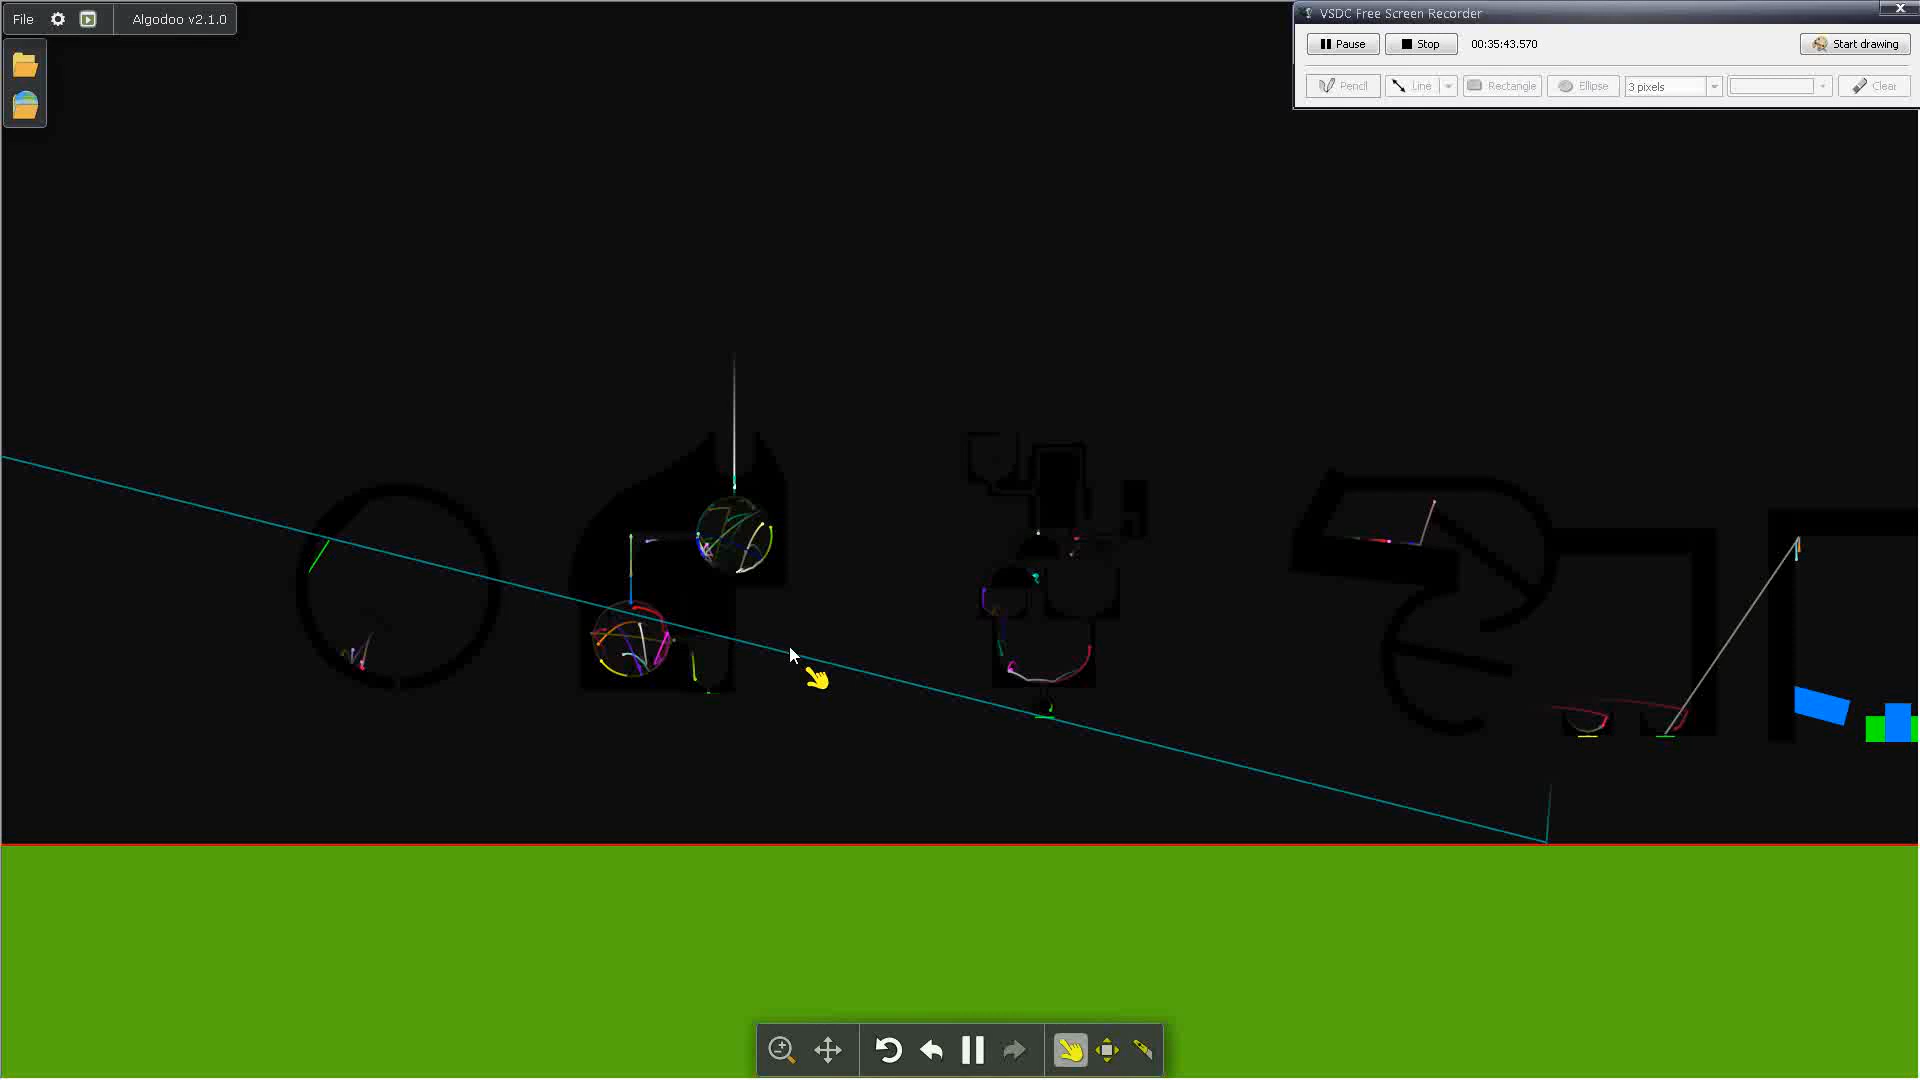 File
Algodoo v2.1.0
VSDC Free Screen Recorder
Pause
Stop
00:35:43.570
Start drawing
Pencil
Line
Rectangle
Ellipse
3 pixels
Clear